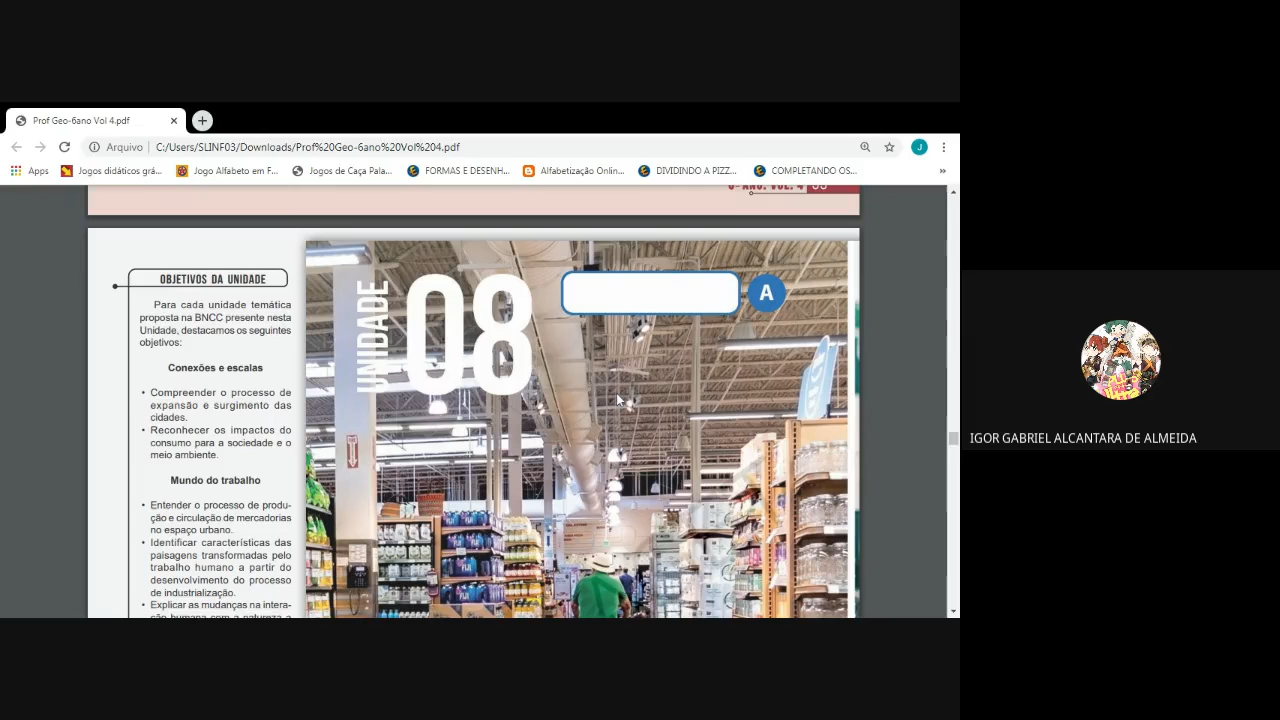 Prof Geo-6ano Vol 4.pdf
Arquivo C:/Users/SLINF03/Downloads/Prof%20Geo-6ano%20Vol%204.pdf J
Apps Jogos didáticos grá... Jogo Alfabeto em F... Jogos de Caça Pala... FORMAS E DESENH... Alfabetização Onlin... DIVIDINDO A PIZZ... COMPLETANDO OS... »
OBJETIVOS DA UNIDADE
Para cada unidade temática
proposta na BNCC presente nesta
Unidade, destacamos os seguintes
objetivos:
Conexões e escalas
• Compreender o processo de
expansão e surgimento das
cidades.
• Reconhecer os impactos do
consumo para a sociedade e o
meio ambiente.
Mundo do trabalho
• Entender o processo de produ-
ção e circulação de mercadorias
no espaço urbano.
• Identificar características das
paisagens transformadas pelo
trabalho humano a partir do
desenvolvimento do processo
de industrialização.
• Explicar as mudanças na intera-
ção humana com a natureza a
UNIDADE
08
A
FIJI
IGOR GABRIEL ALCANTARA DE ALMEIDA